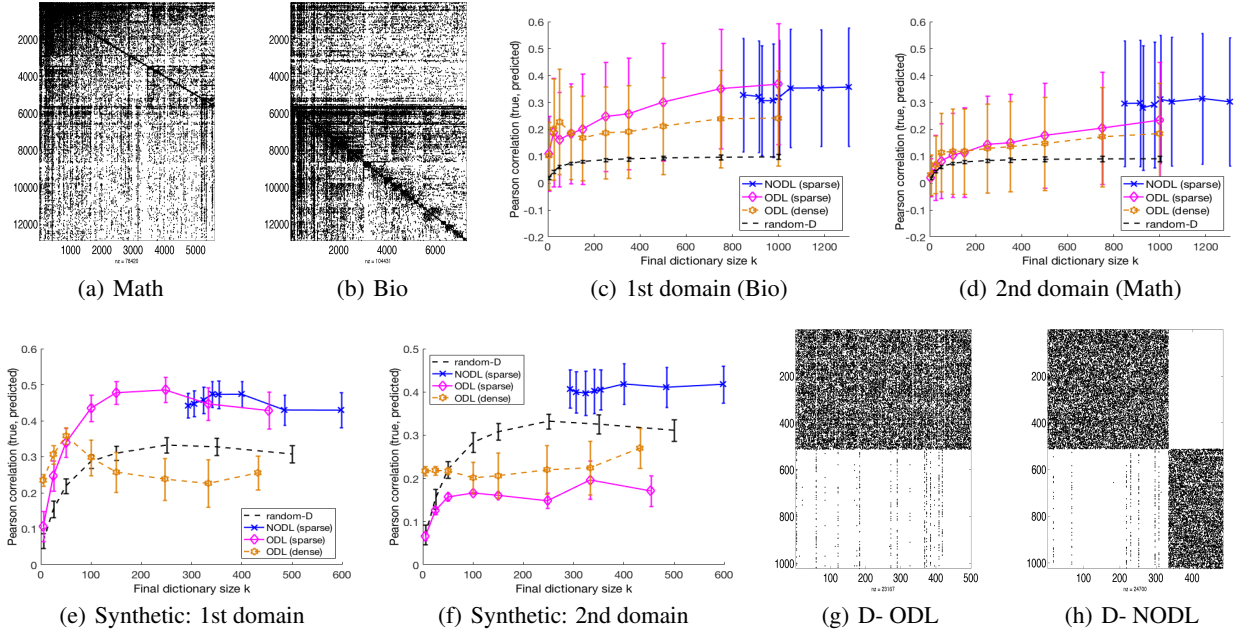 2000
4000
6000
8000
10000
12000
1000 2000 3000 4000 5000
nz = 78420
(a) Math
2000
4000
6000
8000
10000
12000
2000 4000 6000
nz = 104431
(b) Bio
Pearson correlation (true, predicted)
0.6
0.5
0.4
0.3
0.2
0.1
0
-0.1
-0.2
0 200 400 600 800 1000 1200
Final dictionary size k
NODL (sparse)
ODL (sparse)
ODL (dense)
random-D
(c) 1st domain (Bio)
Pearson correlation (true, predicted)
0.6
0.5
0.4
0.3
0.2
0.1
0
-0.1
-0.2
0 200 400 600 800 1000 1200
Final dictionary size k
NODL (sparse)
ODL (sparse)
ODL (dense)
random-D
(d) 2nd domain (Math)
Pearson correlation (true, predicted)
0.6
0.5
0.4
0.3
0.2
0.1
0
0 100 200 300 400 500 600
Final dictionary size k
random-D
NODL (sparse)
ODL (sparse)
ODL (dense)
(e) Synthetic: 1st domain
Pearson correlation (true, predicted)
0.5
0.4
0.3
0.2
0.1
0
0 100 200 300 400 500 600
Final dictionary size k
random-D
NODL (sparse)
ODL (sparse)
ODL (dense)
(f) Synthetic: 2nd domain
200
400
600
800
1000
100 200 300 400 500
nz = 23167
(g) D- ODL
200
400
600
800
1000
100 200 300 400
nz = 24700
(h) D- NODL